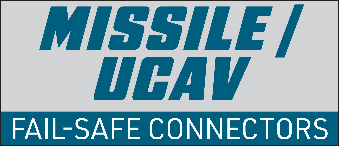 MISSILE /
UCAV
FAIL-SAFE CONNECTORS